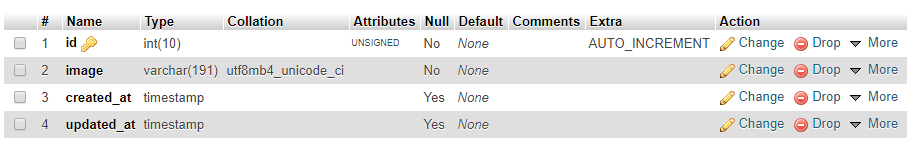 # Name Type Collation Attributes Null Default Comments Extra Action
1 id int(10) UNSIGNED No None AUTO_INCREMENT Change Drop More
2 image varchar(191) utf8mb4_unicode_ci No None Change Drop More
3 created_at timestamp Yes None Change Drop More
4 updated_at timestamp Yes None Change Drop More